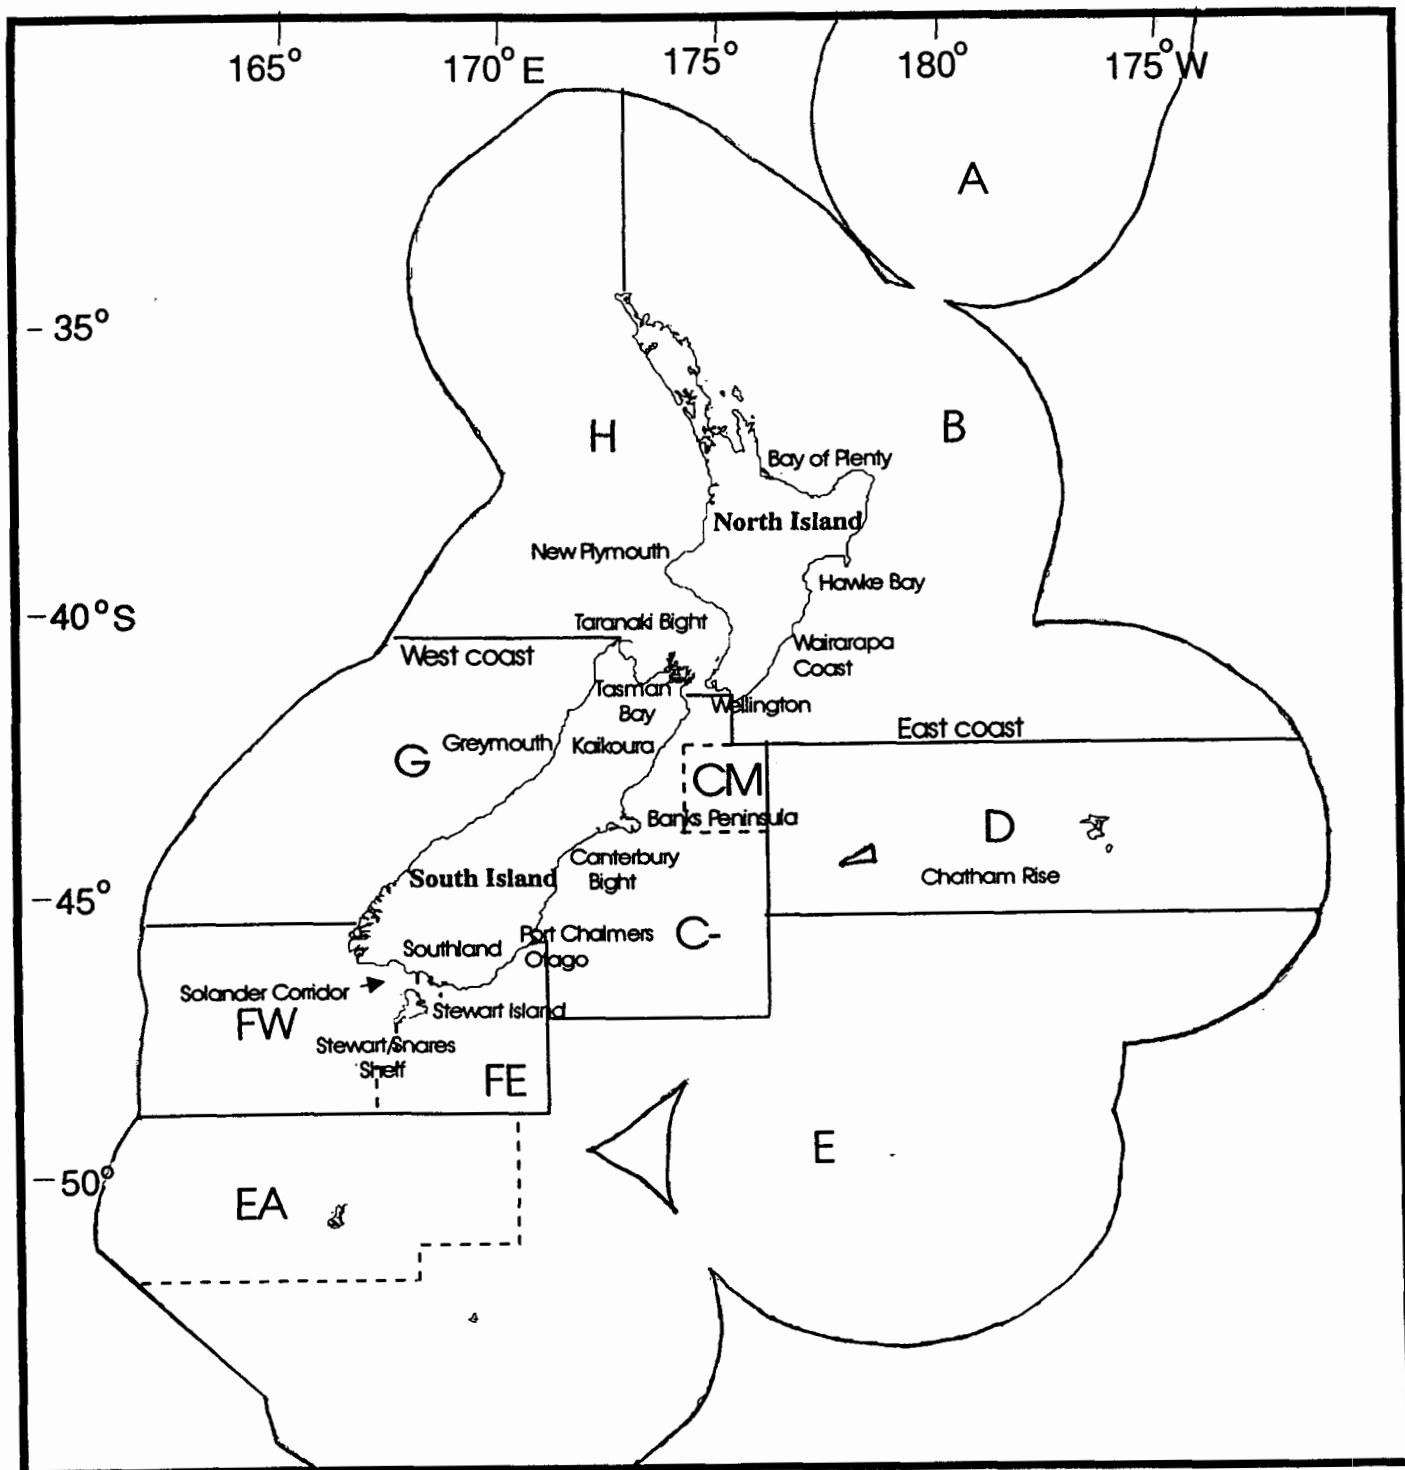 165° 170° E 175° 180° 175° W
A
- 35°
B
H
Bay of Plenty
North Island
New Plymouth
Hawke Bay
-40°S
Taranaki Bight
Wairarapa
Coast
West coast
Tasman
Bay
Wellington
East coast
Greymouth
Kaikoura
G
CM
Banks Peninsula
D
Canterbury
Bight
South Island
Chatham Rise
-45°
Port Chalmers
Otago
C-
Southland
Solander Corridor
Stewart Island
FW
Stewart/Snares
Shelf
FE
E
-50°
EA